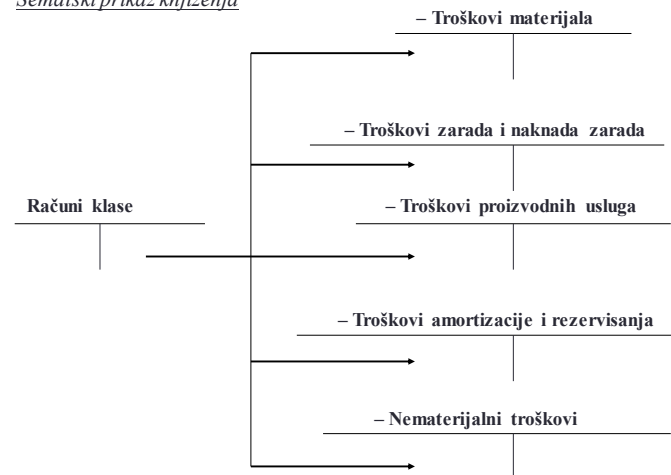 Šematski prikaz knjiženja
– Troškovi materijala
– Troškovi zarada i naknada zarada
Računi klase
– Troškovi proizvodnih usluga
– Troškovi amortizacije i rezervisanja
– Nematerijalni troškovi